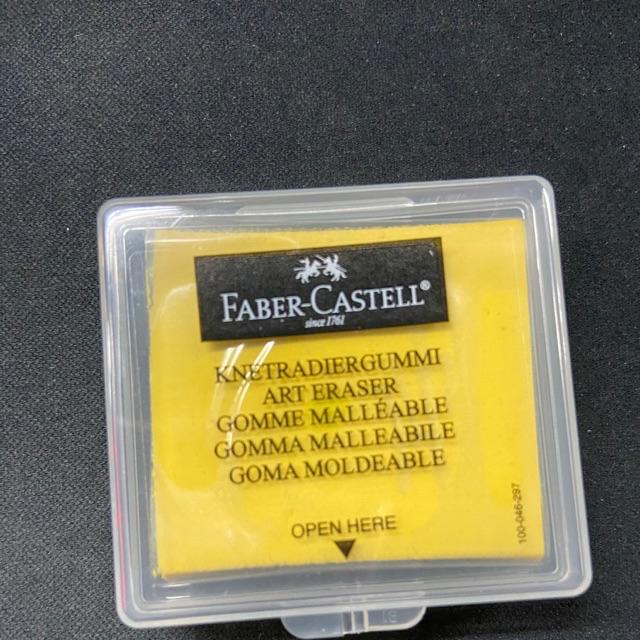 FABER-CASTELL®
since 1761
KNETRADIERGUMMI
ART ERASER
GOMME MALLÉABLE
GOMMA MALLEABILE
GOMA MOLDEABLE
OPEN HERE
100-046-297